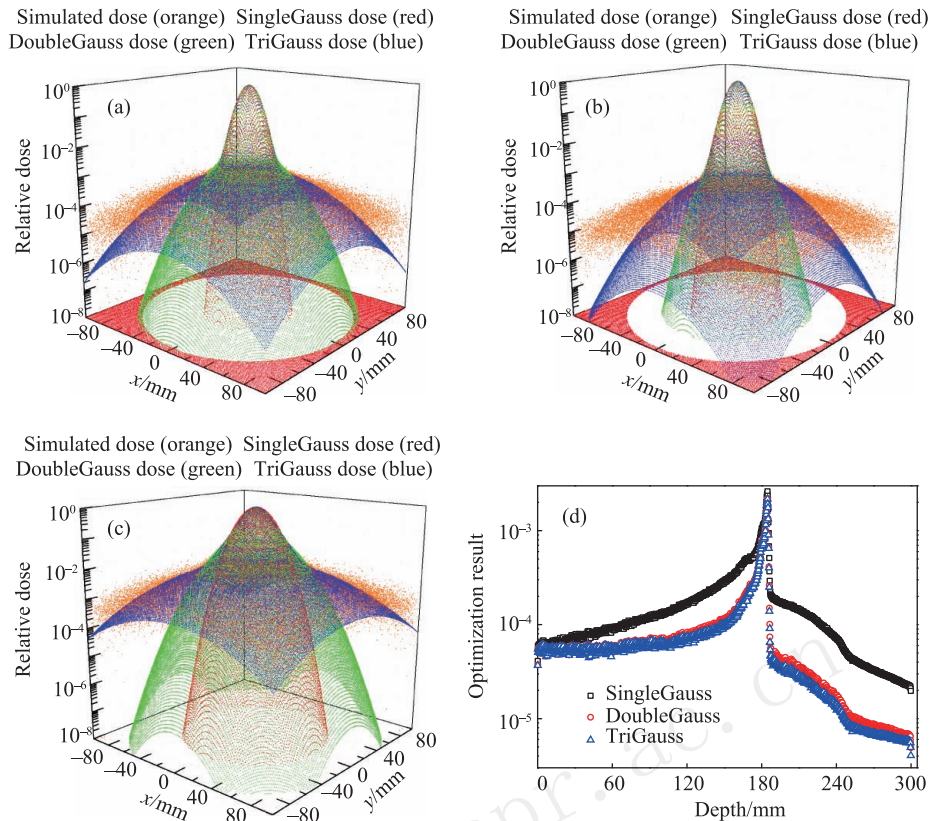 Simulated dose (orange) SingleGauss dose (red)
DoubleGauss dose (green) TriGauss dose (blue)
(a)
Relative dose
10⁰
10⁻²
10⁻⁴
10⁻⁶
10⁻⁸
−80
−40
0
40
80
x/mm
−80
−40
0
40
80
y/mm
Simulated dose (orange) SingleGauss dose (red)
DoubleGauss dose (green) TriGauss dose (blue)
(b)
Relative dose
10⁰
10⁻²
10⁻⁴
10⁻⁶
10⁻⁸
−80
−40
0
40
80
x/mm
−80
−40
0
40
80
y/mm
Simulated dose (orange) SingleGauss dose (red)
DoubleGauss dose (green) TriGauss dose (blue)
(c)
Relative dose
10⁰
10⁻²
10⁻⁴
10⁻⁶
10⁻⁸
−80
−40
0
40
80
x/mm
−80
−40
0
40
80
y/mm
(d)
Optimization result
10⁻³
10⁻⁴
10⁻⁵
SingleGauss
DoubleGauss
TriGauss
0 60 120 180 240 300
Depth/mm
npr.ac.cn